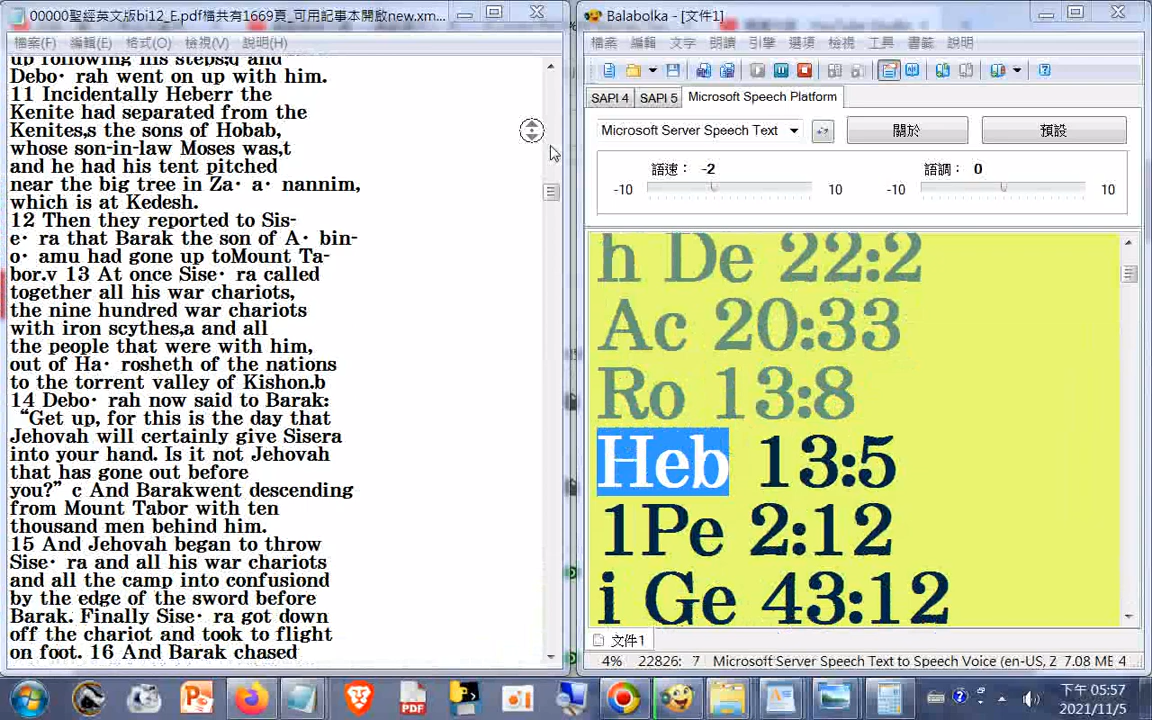 00000聖經英文版bi12_E.pdf檔共有1669頁_可用記事本開啟new.xm...
檔案(F) 編輯(E) 格式(O) 檢視(V) 說明(H)
up following his steps,q and
Debo· rah went on up with him.
11 Incidentally Heberr the
Kenite had separated from the
Kenites,s the sons of Hobab,
whose son-in-law Moses was,t
and he had his tent pitched
near the big tree in Za· a· nannim,
which is at Kedesh.
12 Then they reported to Sis-
e· ra that Barak the son of A· bin-
o· amu had gone up toMount Ta-
bor.v 13 At once Sise· ra called
together all his war chariots,
the nine hundred war chariots
with iron scythes,a and all
the people that were with him,
out of Ha· rosheth of the nations
to the torrent valley of Kishon.b
14 Debo· rah now said to Barak:
“Get up, for this is the day that
Jehovah will certainly give Sisera
into your hand. Is it not Jehovah
that has gone out before
you?” c And Barakwent descending
from Mount Tabor with ten
thousand men behind him.
15 And Jehovah began to throw
Sise· ra and all his war chariots
and all the camp into confusiond
by the edge of the sword before
Barak. Finally Sise· ra got down
off the chariot and took to flight
on foot. 16 And Barak chased
Balabolka - [文件1]
檔案 編輯 文字 朗讀 引擎 選項 檢視 工具 書籤 說明
SAPI 4 SAPI 5 Microsoft Speech Platform
Microsoft Server Speech Text 關於 預設
語速: -2 語調: 0
-10 10 -10 10
h De 22:2
Ac 20:33
Ro 13:8
Heb 13:5
1Pe 2:12
i Ge 43:12
文件1
4% 22826: 7 Microsoft Server Speech Text to Speech Voice (en-US, Z 7.08 ME 4
PDF
下午 05:57
2021/11/5